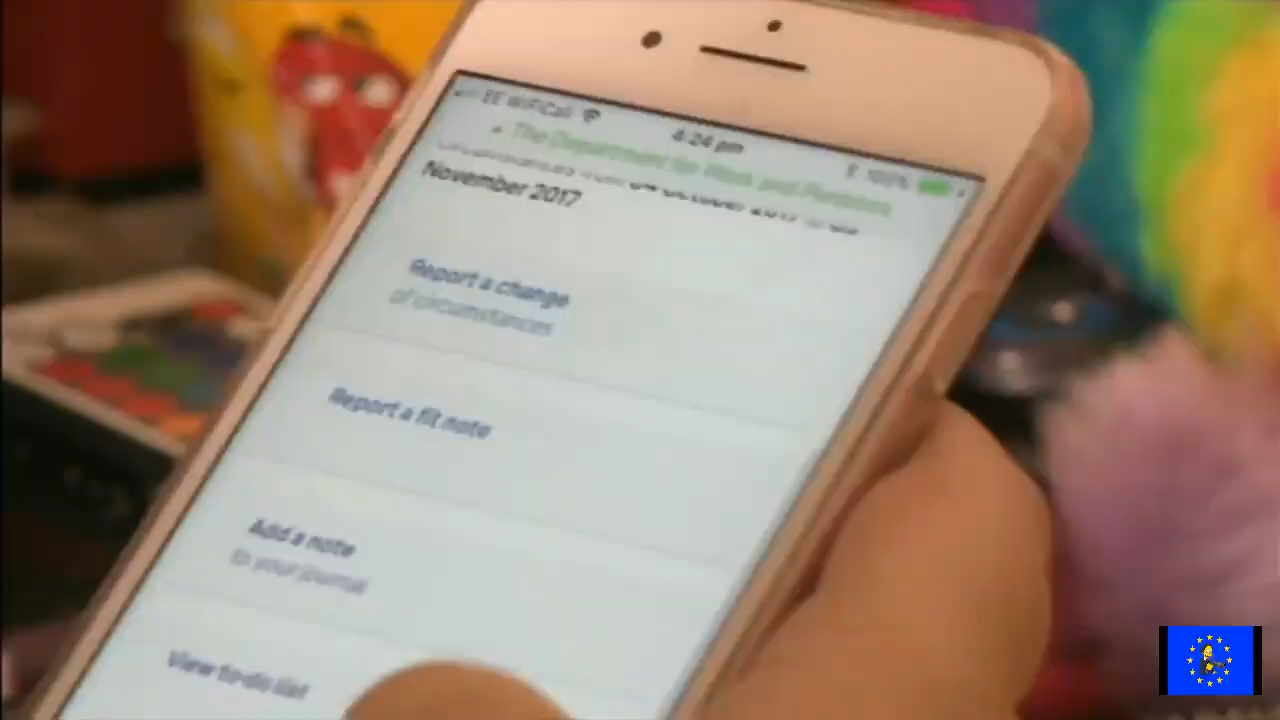 EE WiFiCall
4:24 pm
100%
The Department for Work and Pensions
November 2017
Report a change
of circumstances
Report a fit note
Add a note
to your journal
View to-do list